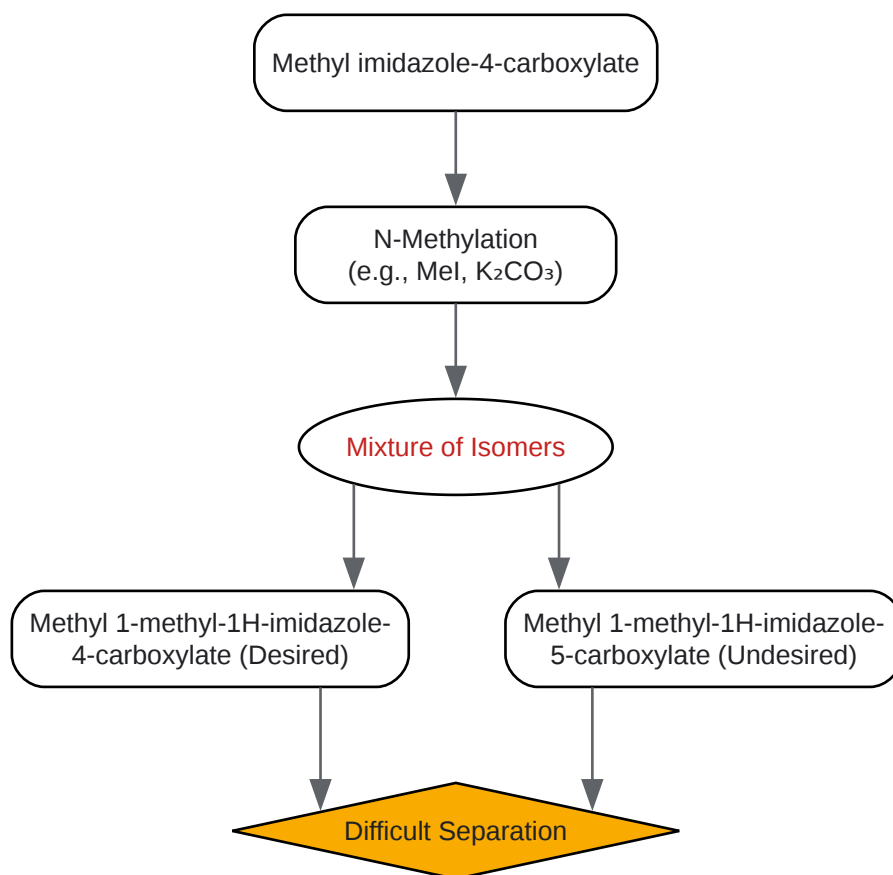 Methyl imidazole-4-carboxylate
N-Methylation
(e.g., MeI, K₂CO₃)
Mixture of Isomers
Methyl 1-methyl-1H-imidazole-
4-carboxylate (Desired)
Methyl 1-methyl-1H-imidazole-
5-carboxylate (Undesired)
Difficult Separation